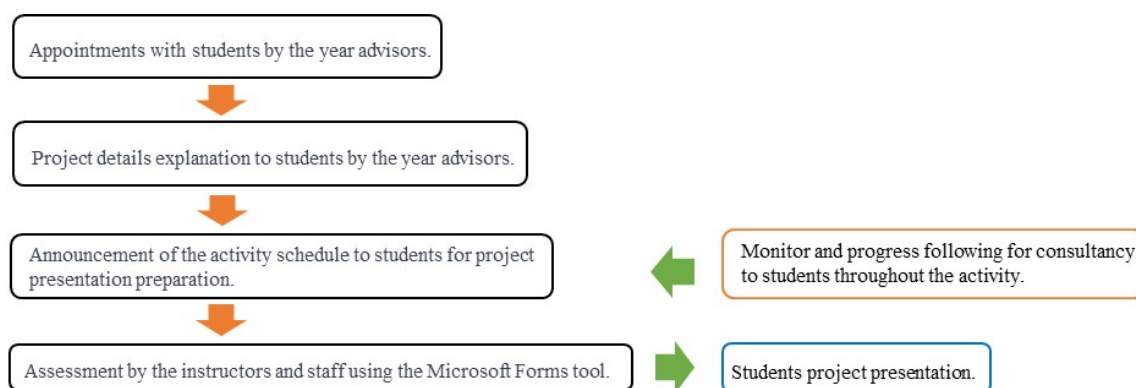 Appointments with students by the year advisors.
Project details explanation to students by the year advisors.
Announcement of the activity schedule to students for project
presentation preparation.
Monitor and progress following for consultancy
to students throughout the activity.
Assessment by the instructors and staff using the Microsoft Forms tool.
Students project presentation.